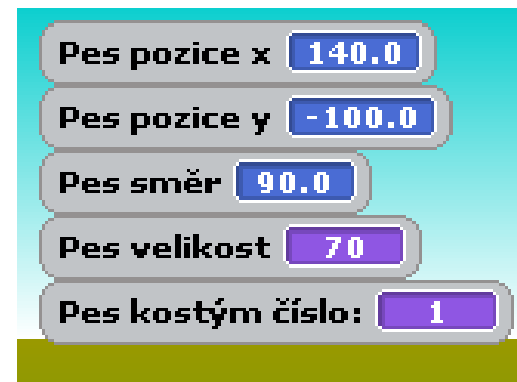 Pes pozice x 140.0
Pes pozice y -100.0
Pes směr 90.0
Pes velikost 70
Pes kostým číslo: 1